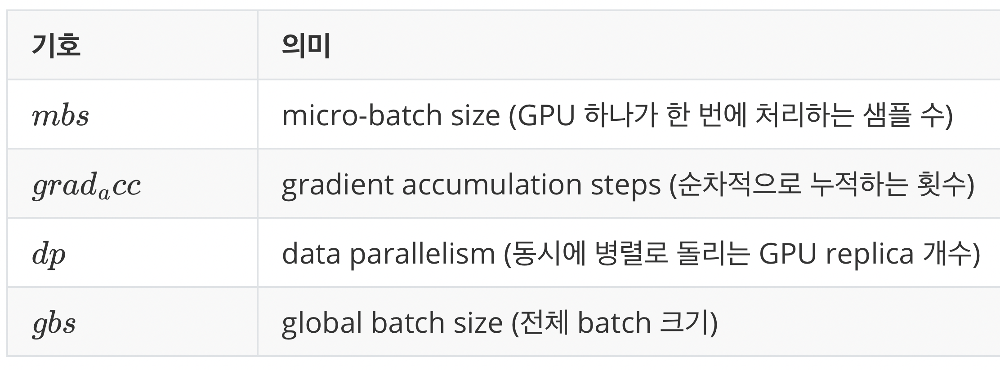 기호 의미
mbs micro-batch size (GPU 하나가 한 번에 처리하는 샘플 수)
grad_acc gradient accumulation steps (순차적으로 누적하는 횟수)
dp data parallelism (동시에 병렬로 돌리는 GPU replica 개수)
gbs global batch size (전체 batch 크기)